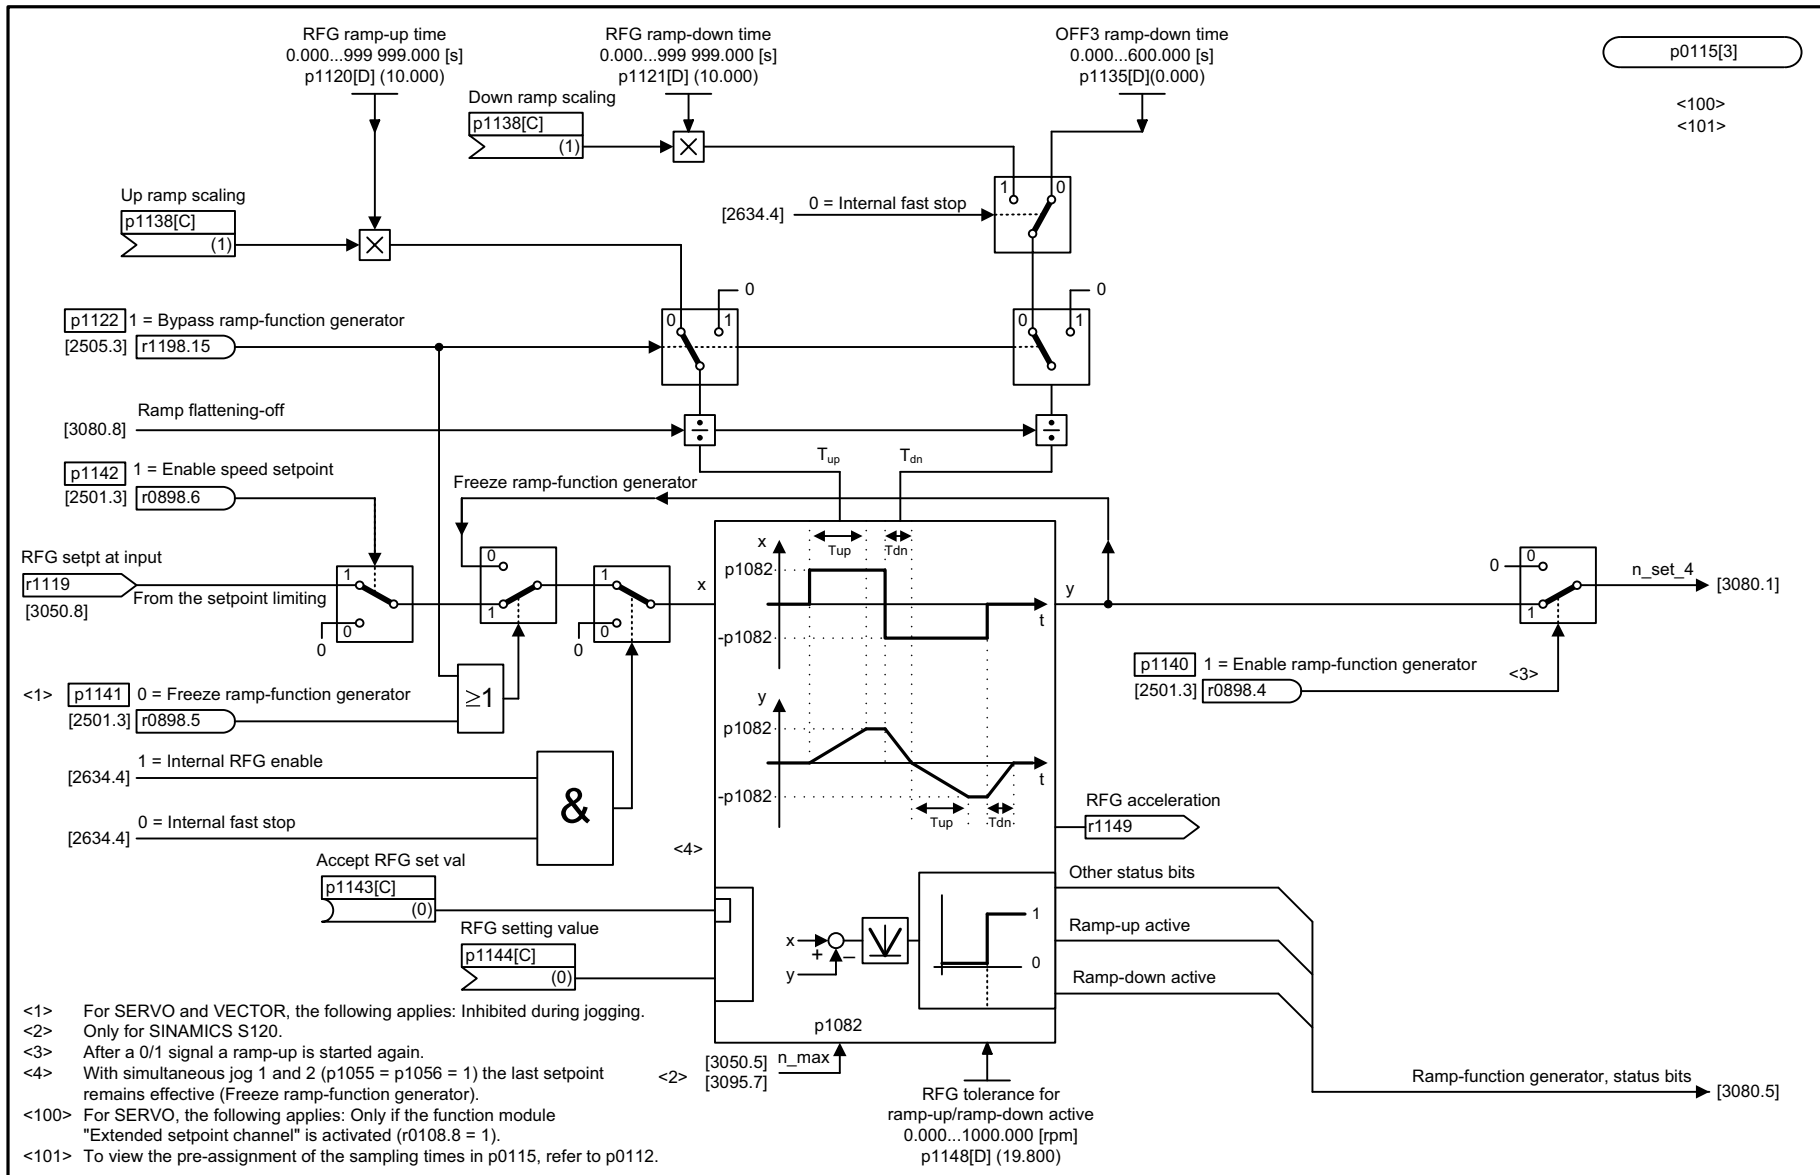 RFG ramp-up time
0.000...999 999.000 [s]
p1120[D] (10.000)
RFG ramp-down time
0.000...999 999.000 [s]
p1121[D] (10.000)
OFF3 ramp-down time
0.000...600.000 [s]
p1135[D](0.000)
p0115[3]
<100>
<101>
Down ramp scaling
p1138[C]
(1)
Up ramp scaling
p1138[C]
(1)
[2634.4]
0 = Internal fast stop
1
0
0
0
0
1
0
1
p1122
1 = Bypass ramp-function generator
[2505.3]
r1198.15
Ramp flattening-off
[3080.8]
÷
÷
Tup
Tdn
p1142
1 = Enable speed setpoint
[2501.3]
r0898.6
Freeze ramp-function generator
RFG setpt at input
r1119
[3050.8]
From the setpoint limiting
1
0
0
0
1
1
0
0
x
x
Tup
Tdn
p1082
-p1082
t
y
0
0
1
n_set_4
[3080.1]
<1>
p1141
0 = Freeze ramp-function generator
[2501.3]
r0898.5
≥1
p1140
1 = Enable ramp-function generator
[2501.3]
r0898.4
<3>
y
p1082
-p1082
t
Tup
Tdn
1 = Internal RFG enable
[2634.4]
0 = Internal fast stop
[2634.4]
&
RFG acceleration
r1149
<4>
Accept RFG set val
p1143[C]
(0)
RFG setting value
p1144[C]
(0)
x
+
y
−
1
0
Other status bits
Ramp-up active
Ramp-down active
p1082
<2>
[3050.5]
[3095.7]
n_max
RFG tolerance for
ramp-up/ramp-down active
0.000...1000.000 [rpm]
p1148[D] (19.800)
Ramp-function generator, status bits
[3080.5]
<1> For SERVO and VECTOR, the following applies: Inhibited during jogging.
<2> Only for SINAMICS S120.
<3> After a 0/1 signal a ramp-up is started again.
<4> With simultaneous jog 1 and 2 (p1055 = p1056 = 1) the last setpoint
remains effective (Freeze ramp-function generator).
<100> For SERVO, the following applies: Only if the function module
"Extended setpoint channel" is activated (r0108.8 = 1).
<101> To view the pre-assignment of the sampling times in p0115, refer to p0112.